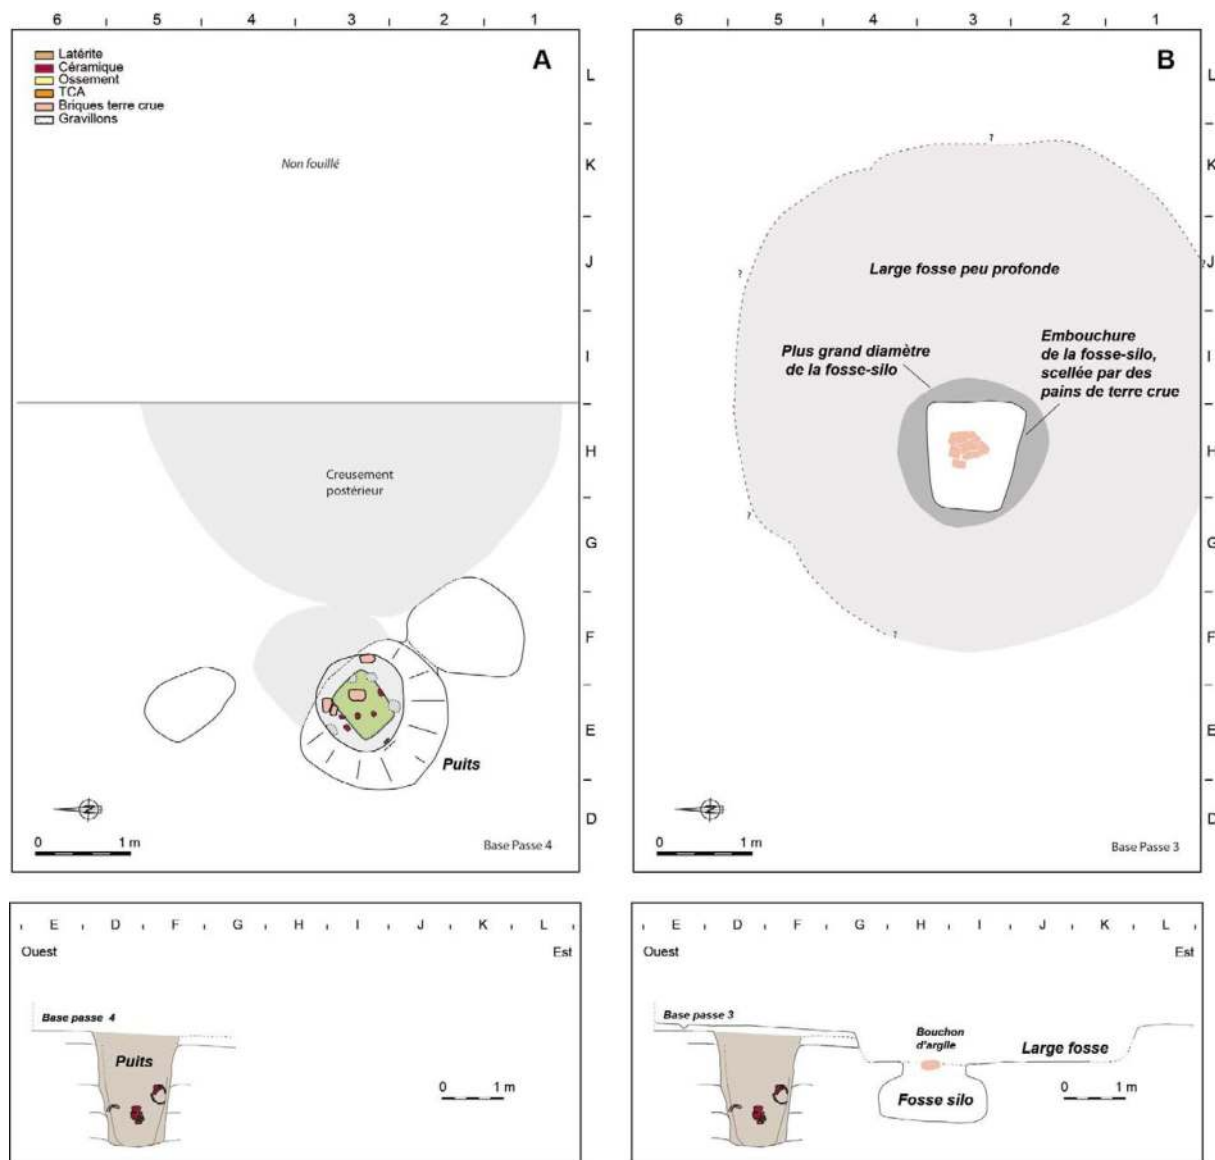 6 5 4 3 2 1
A
Latérite
Céramique
Ossement
TCA
Briques terre crue
Gravillons
L
K
J
I
H
G
F
E
D
Non fouillé
Creusement
postérieur
Puits
N
0 1 m
Base Passe 4
6 5 4 3 2 1
B
L
K
J
I
H
G
F
E
D
?
?
?
?
?
Large fosse peu profonde
Plus grand diamètre
de la fosse-silo
Embouchure
de la fosse-silo,
scellée par des
pains de terre crue
N
0 1 m
Base Passe 3
E D F G H I J K L
Ouest Est
Base passe 4
Puits
0 1 m
E D F G H I J K L
Ouest Est
Base passe 3
Puits
Bouchon
d'argile
Large fosse
Fosse silo
0 1 m